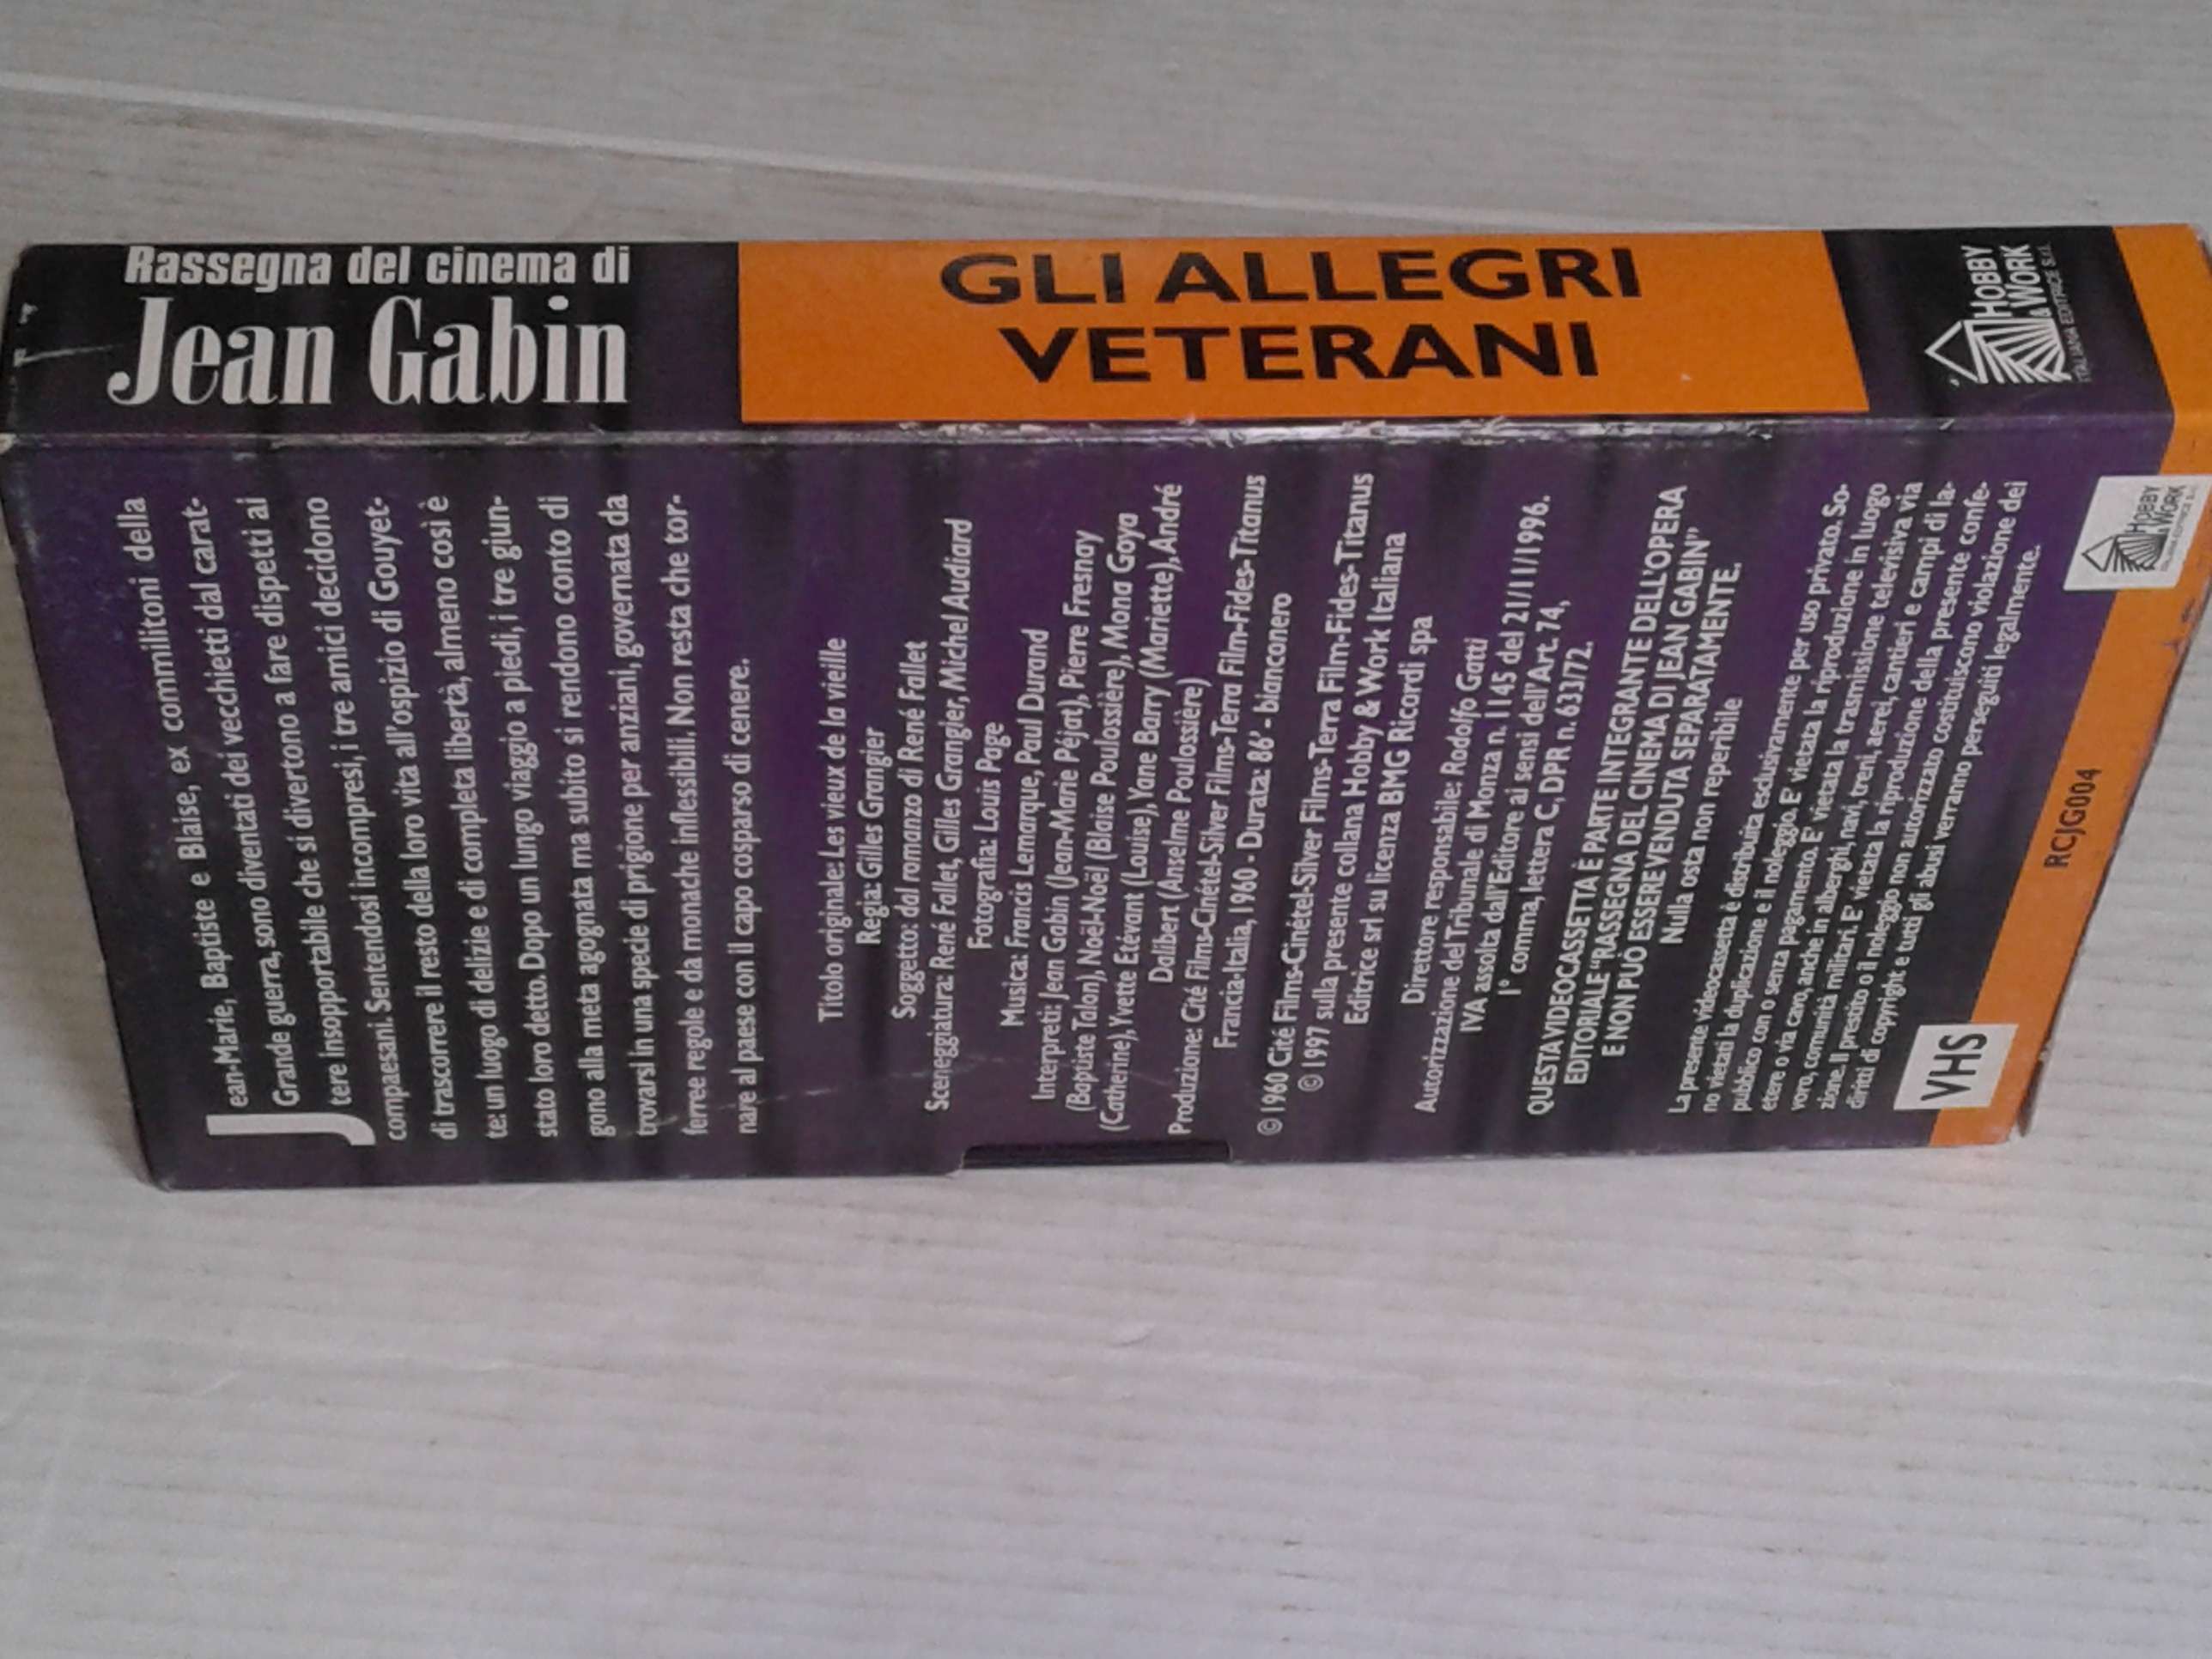 Rassegna del cinema di
Jean Gabin
GLI ALLEGRI
VETERANI
HOBBY
& WORK
ITALIANA EDITRICE S.r.l.
Jean-Marie, Baptiste e Blaise, ex commilitoni della
Grande guerra, sono diventati dei vecchietti dal carat-
tere insopportabile che si divertono a fare dispetti ai
compaesani. Sentendosi incompresi, i tre amici decidono
di trascorrere il resto della loro vita all'ospizio di Gouyet-
te: un luogo di delizie e di completa libertà, almeno così è
stato loro detto. Dopo un lungo viaggio a piedi, i tre giun-
gono alla meta agognata ma subito si rendono conto di
trovarsi in una specie di prigione per anziani, governata da
ferree regole e da monache inflessibili. Non resta che tor-
nare al paese con il capo cosparso di cenere.
Titolo originale: Les vieux de la vieille
Regia: Gilles Grangier
Soggetto: dal romanzo di René Fallet
Sceneggiatura: René Fallet, Gilles Grangier, Michel Audiard
Fotografia: Louis Page
Musica: Francis Lemarque, Paul Durand
Interpreti: Jean Gabin (Jean-Marie Péjat), Pierre Fresnay
(Baptiste Talon), Noël-Noël (Blaise Poulossière), Mona Goya
(Catherine), Yvette Etévant (Louise), Yane Barry (Mariette), André
Dalibert (Anselme Poulossière)
Produzione: Cité Films-Cinétel-Silver Films-Terra Film-Fides-Titanus
Francia-Italia, 1960 - Durata: 86' - bianconero
© 1960 Cité Films-Cinétel-Silver Films-Terra Film-Fides-Titanus
© 1997 sulla presente collana Hobby & Work Italiana
Editrice srl su licenza BMG Ricordi spa
Direttore responsabile: Rodolfo Gatti
Autorizzazione del Tribunale di Monza n. 1145 del 21/11/1996.
IVA assolta dall'Editore ai sensi dell'Art. 74,
1° comma, lettera C, DPR n. 633/72.
QUESTA VIDEOCASSETTA È PARTE INTEGRANTE DELL'OPERA
EDITORIALE "RASSEGNA DEL CINEMA DI JEAN GABIN"
E NON PUÒ ESSERE VENDUTA SEPARATAMENTE.
Nulla osta non reperibile
La presente videocassetta è distribuita esclusivamente per uso privato. So-
no vietati la duplicazione e il noleggio. E' vietata la riproduzione in luogo
pubblico con o senza pagamento. E' vietata la trasmissione televisiva via
etere o via cavo, anche in alberghi, navi, treni, aerei, cantieri e campi di la-
voro, comunità militari. E' vietata la riproduzione della presente confe-
zione. Il prestito o il noleggio non autorizzato costituiscono violazione dei
diritti di copyright e tutti gli abusi verranno perseguiti legalmente.
VHS
HOBBY
& WORK
RCJG004